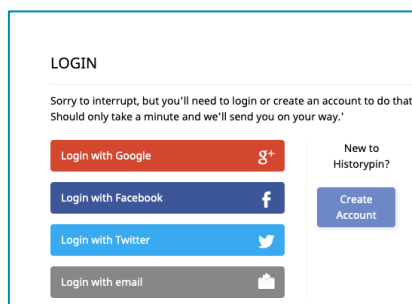 LOGIN
Sorry to interrupt, but you'll need to login or create an account to do that
Should only take a minute and we'll send you on your way.'
Login with Google g+
Login with Facebook f
Login with Twitter
Login with email
New to
Historypin?
Create
Account